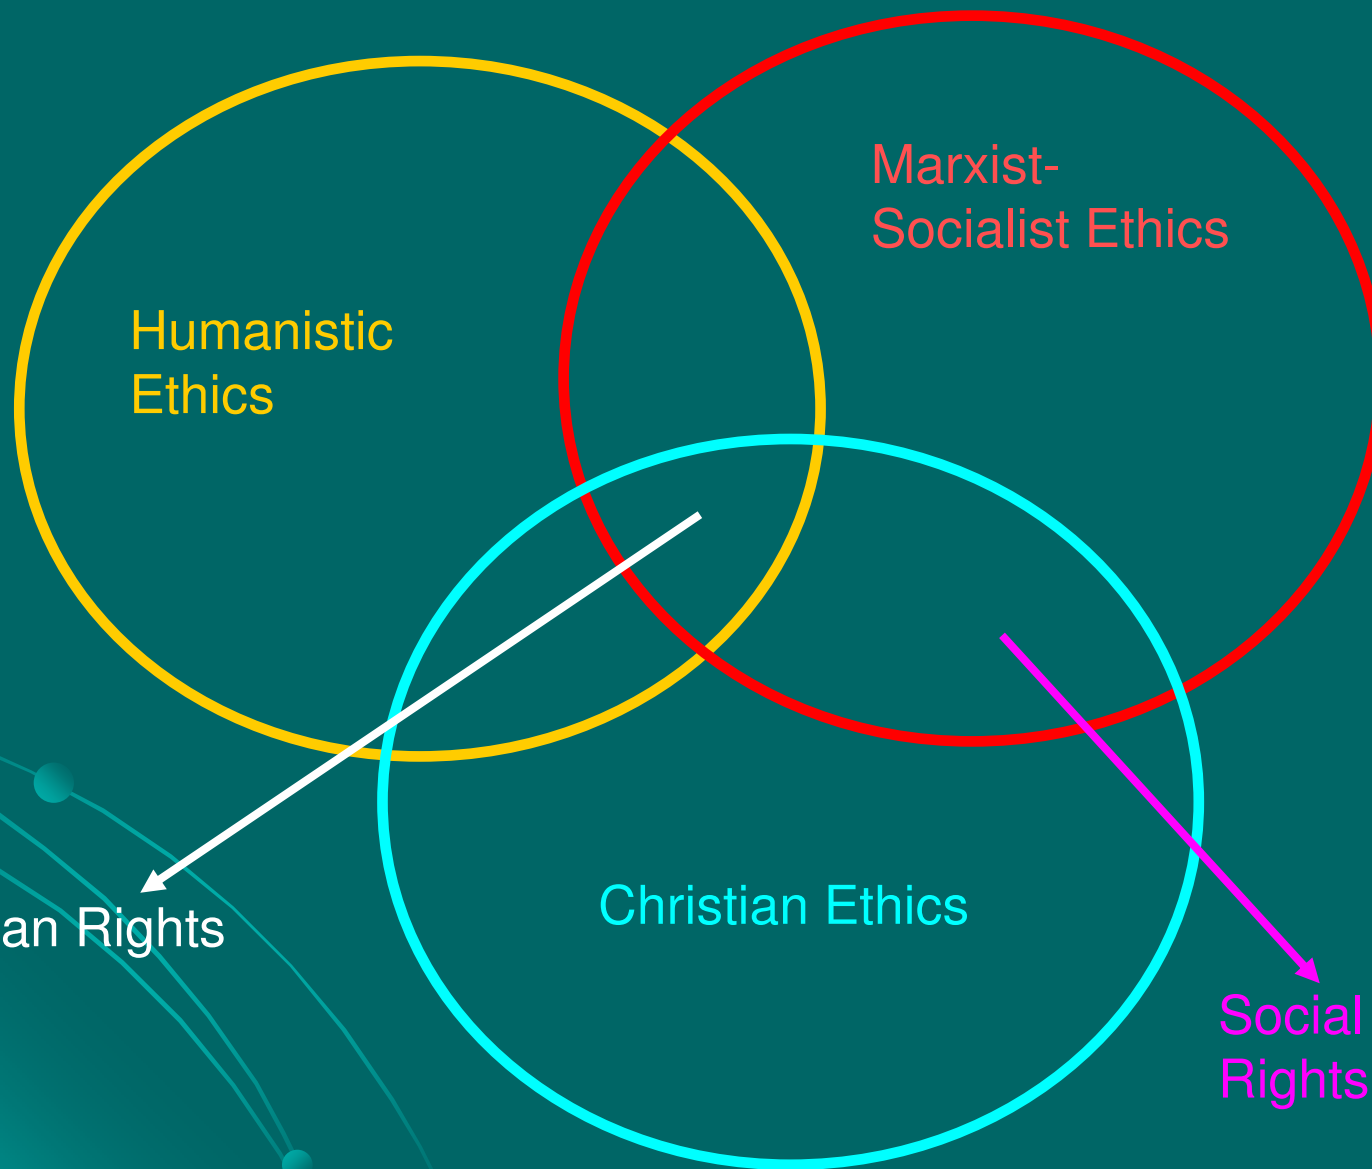 Marxist-
Socialist Ethics
Humanistic
Ethics
Christian Ethics
an Rights
Social
Rights